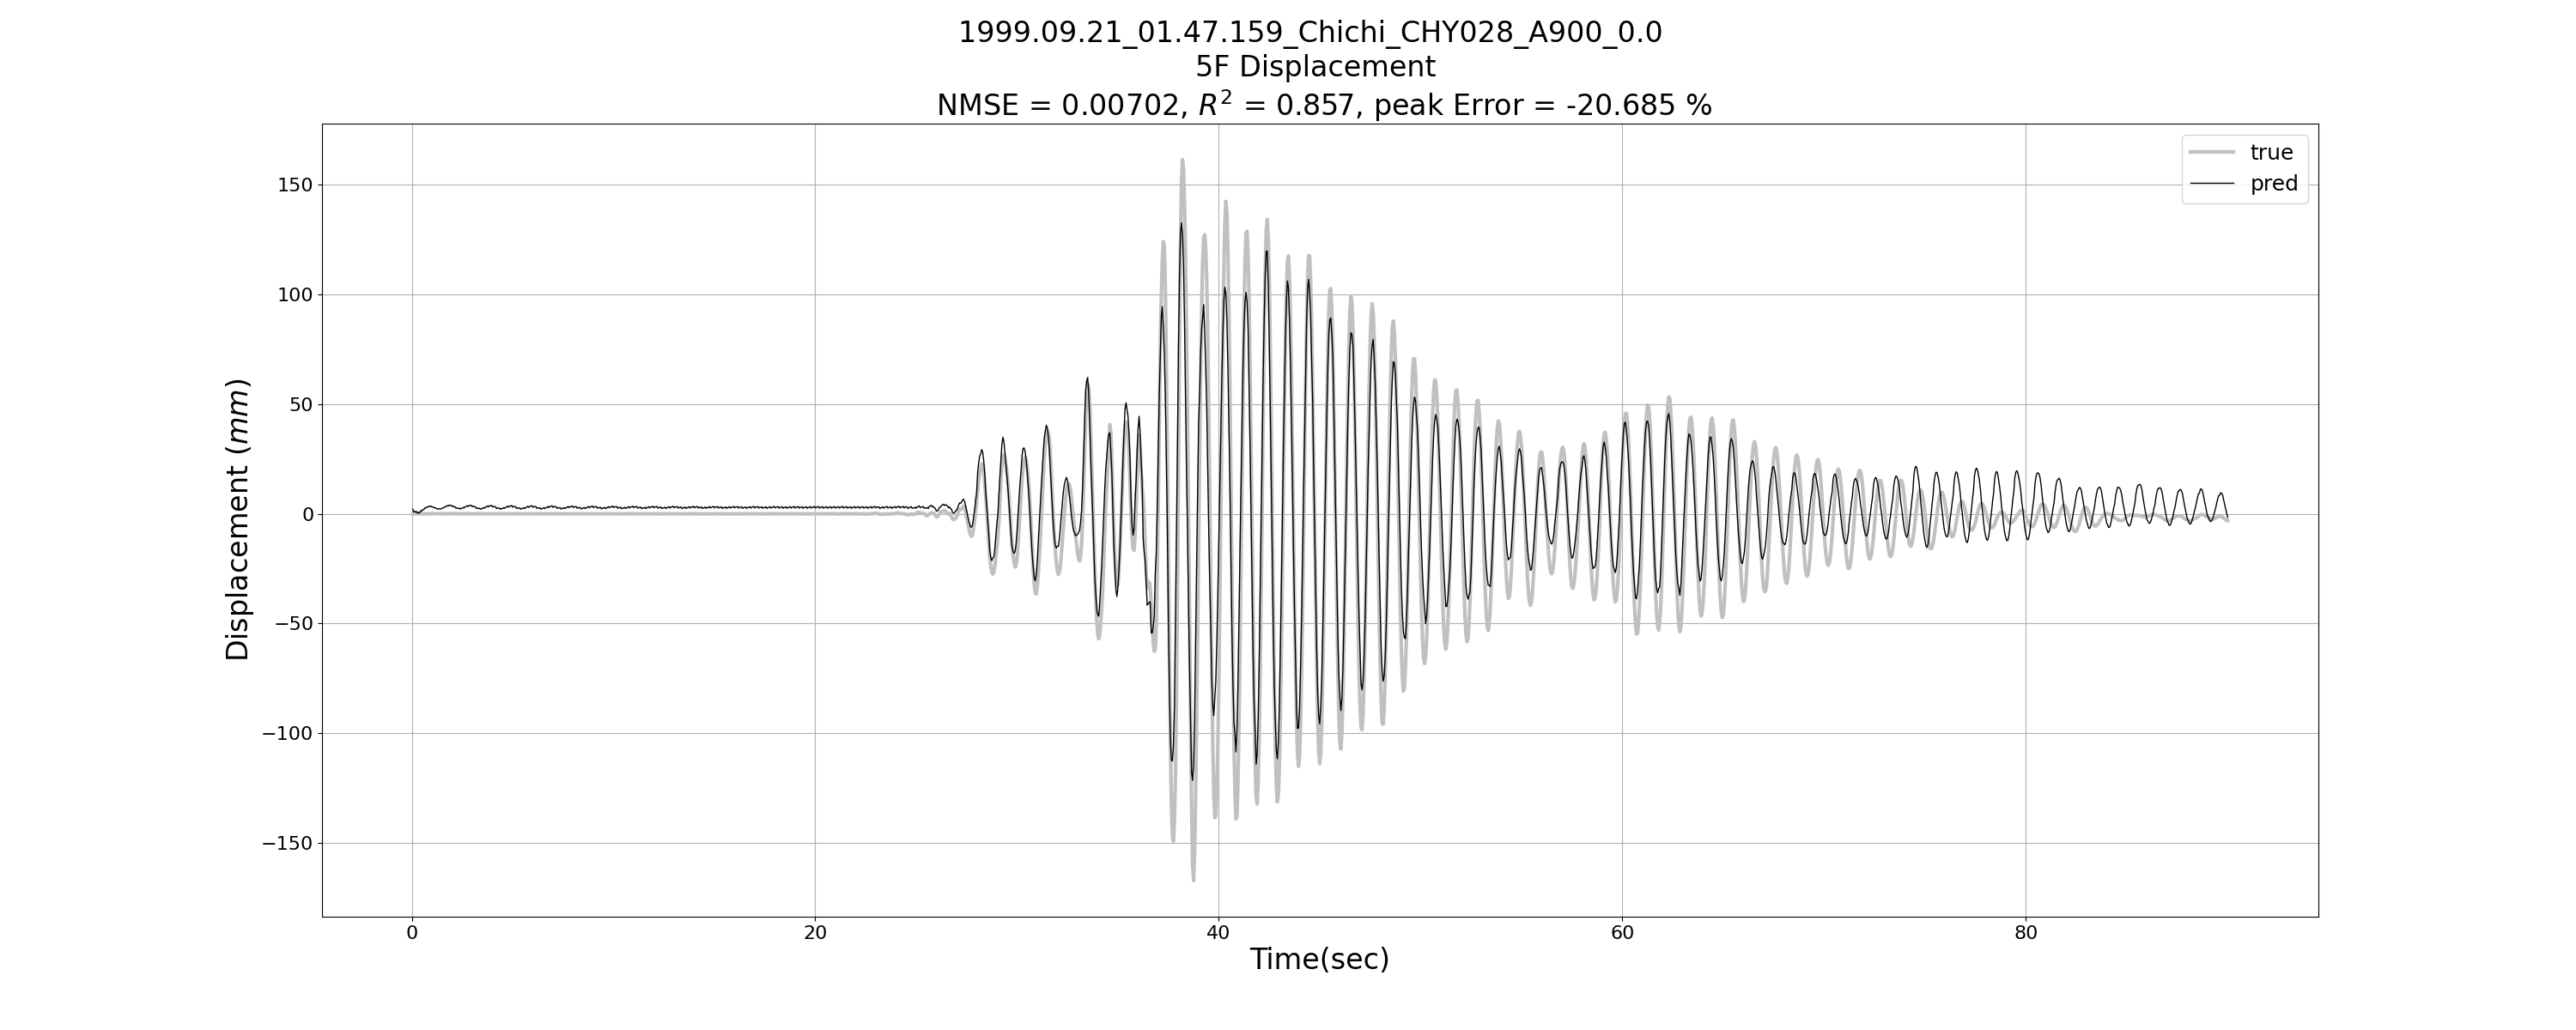 1999.09.21_01.47.159_Chichi_CHY028_A900_0.0
5F Displacement
NMSE = 0.00702, R² = 0.857, peak Error = -20.685 %
true
pred
Displacement (mm)
150
100
50
0
−50
−100
−150
0 20 40 60 80
Time(sec)